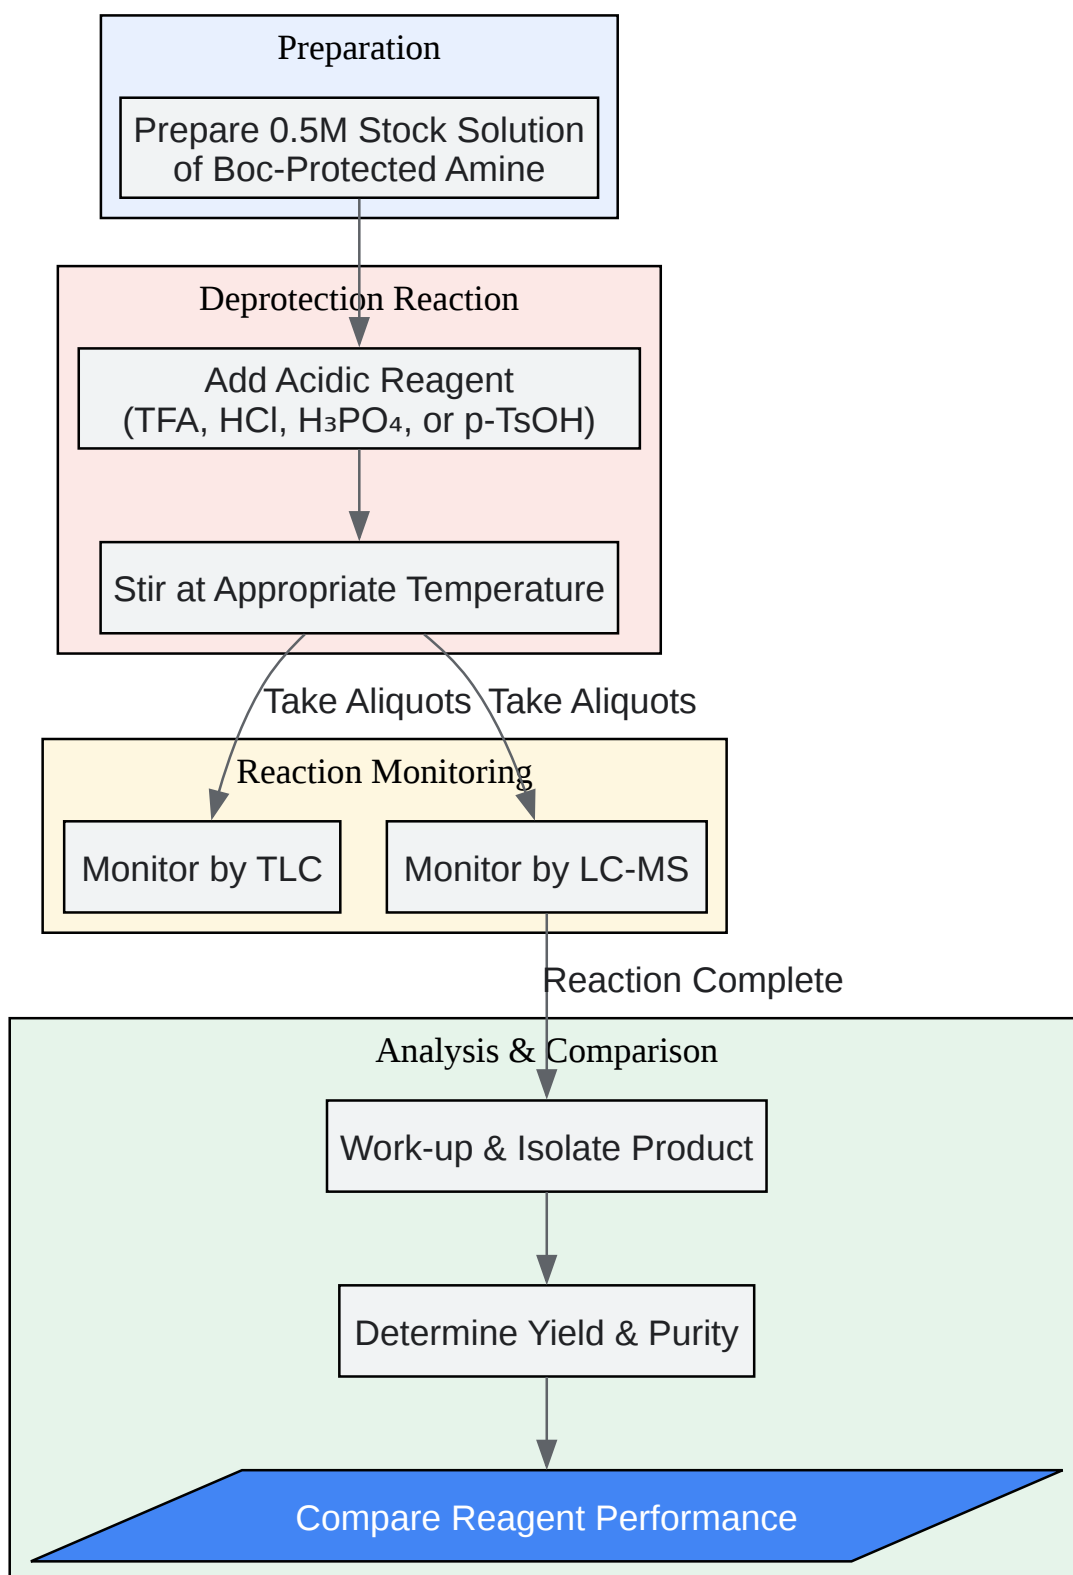 Preparation
Prepare 0.5M Stock Solution
of Boc-Protected Amine
Deprotection Reaction
Add Acidic Reagent
(TFA, HCl, H₃PO₄, or p-TsOH)
Stir at Appropriate Temperature
Take Aliquots
Take Aliquots
Reaction Monitoring
Monitor by TLC
Monitor by LC-MS
Reaction Complete
Analysis & Comparison
Work-up & Isolate Product
Determine Yield & Purity
Compare Reagent Performance